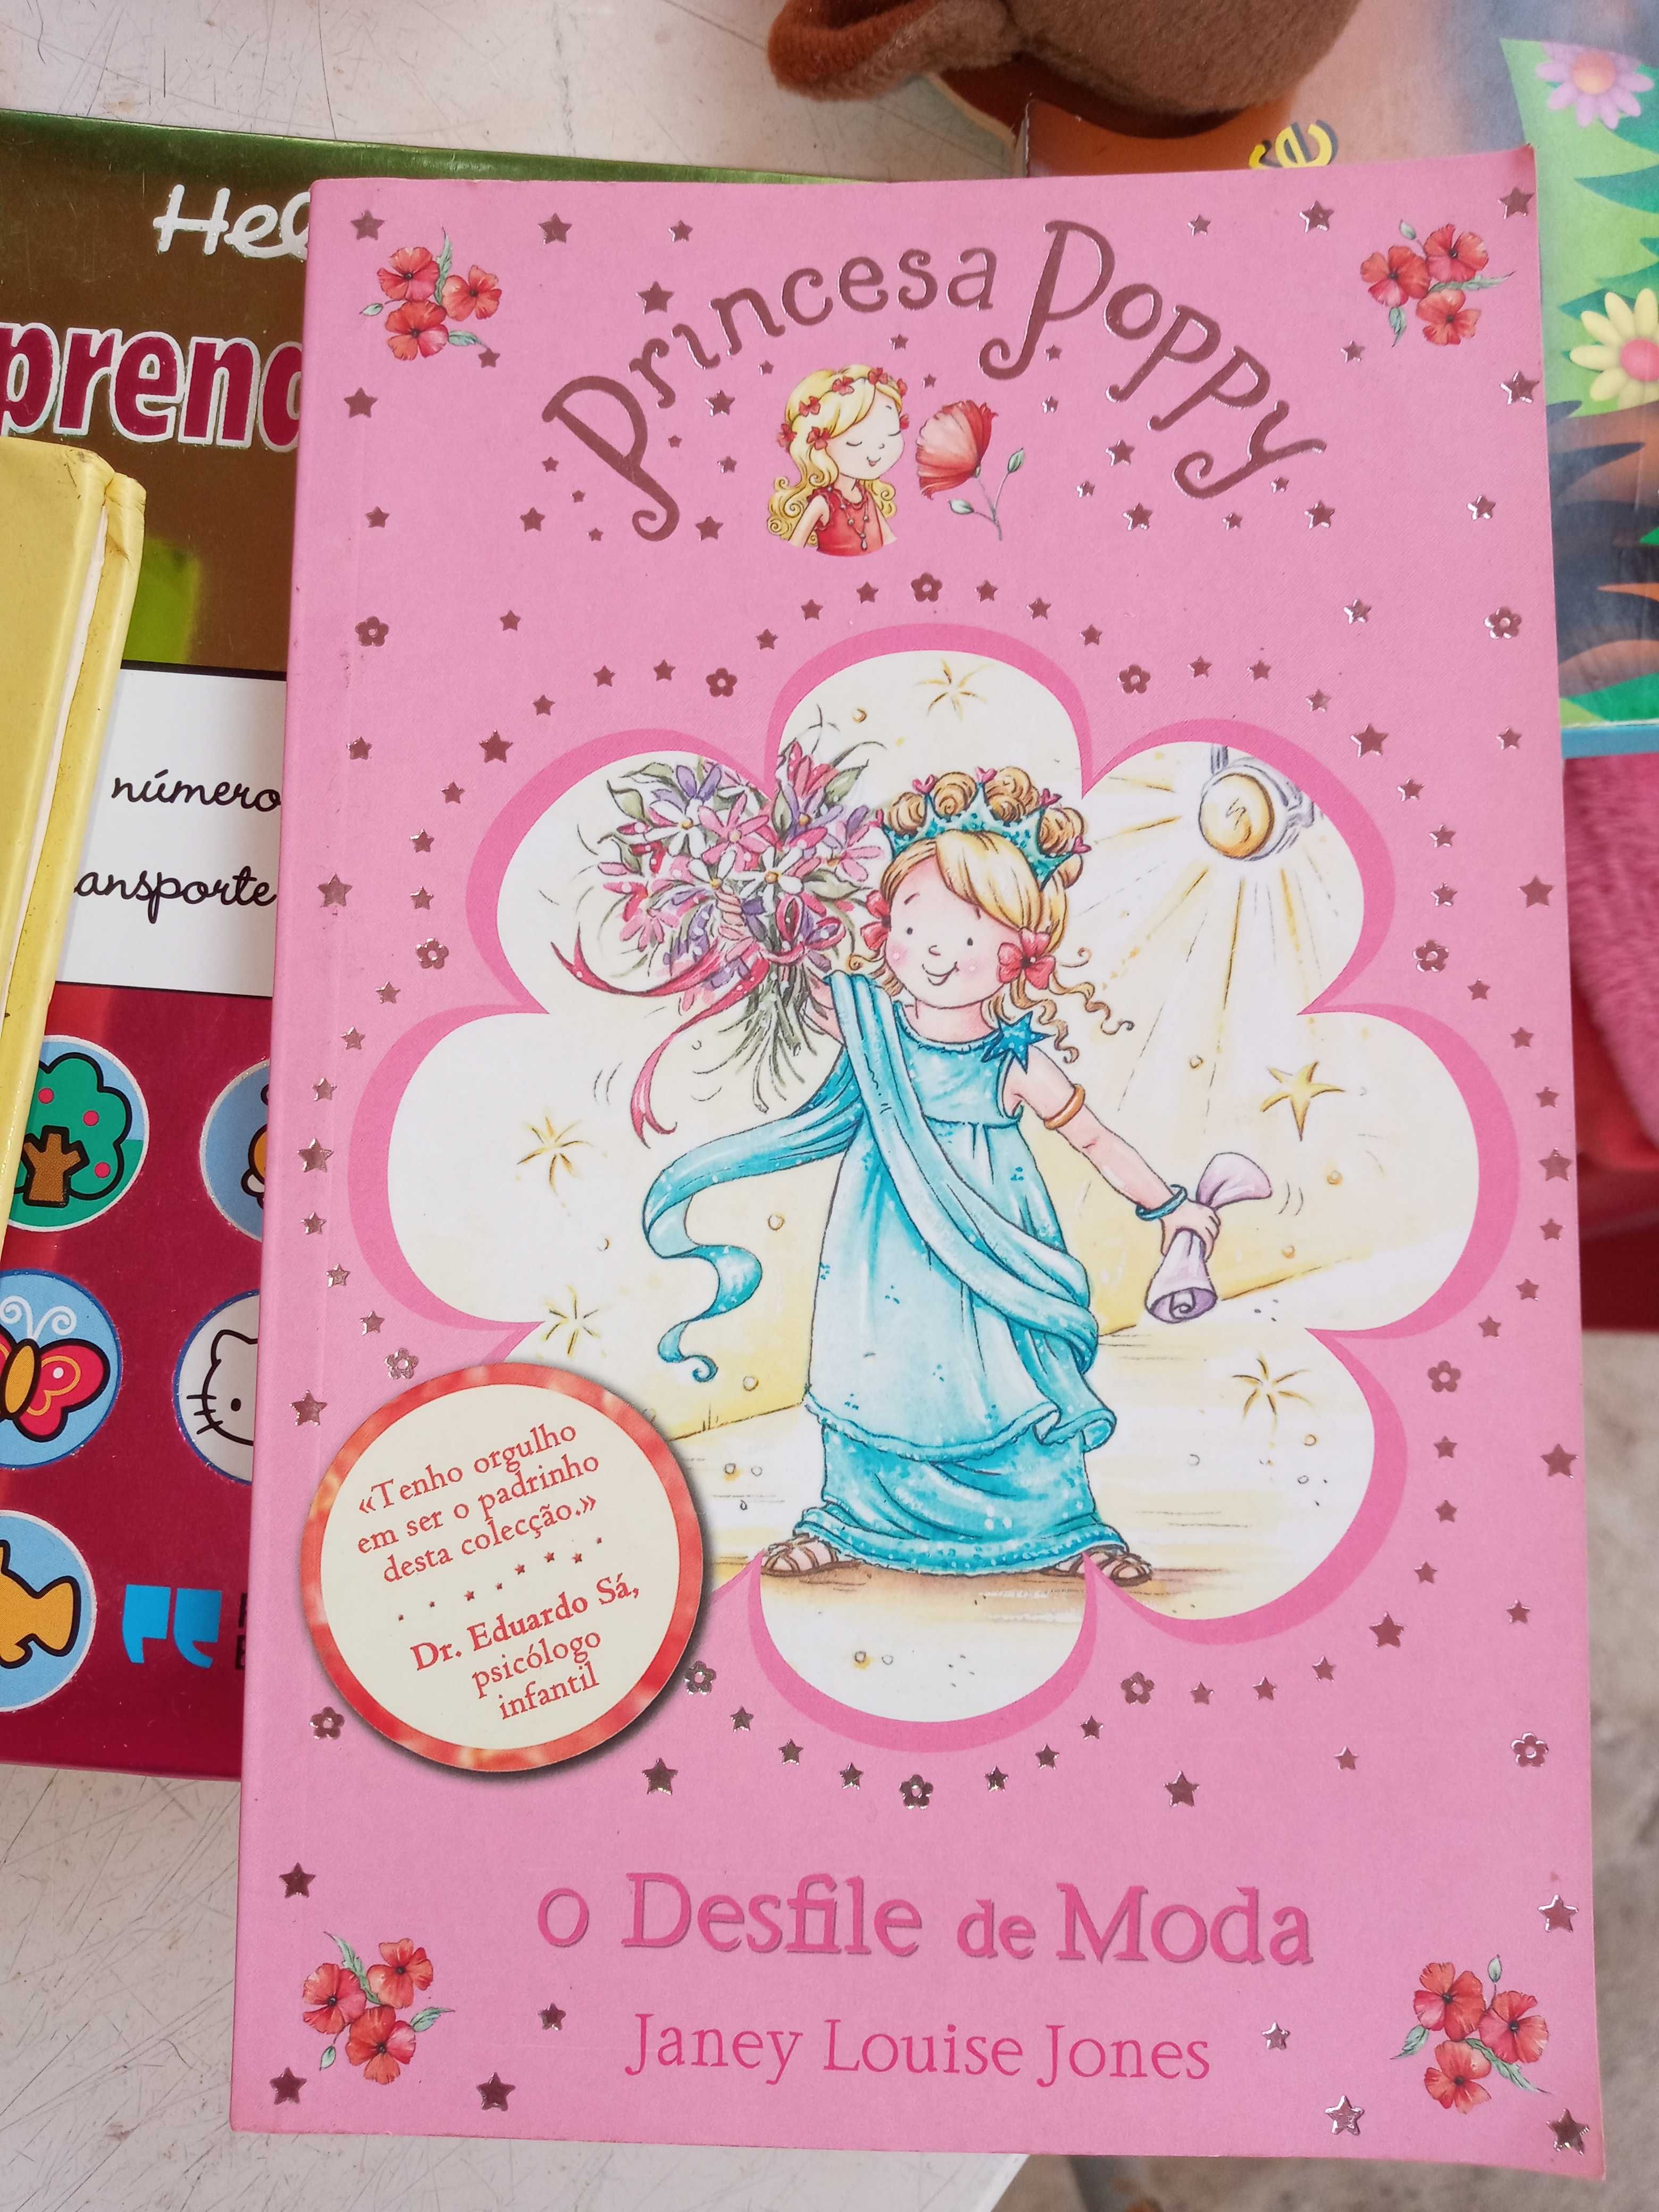 Princesa Poppy
«Tenho orgulho
em ser o padrinho
desta colecção.»
Dr. Eduardo Sá,
psicólogo
infantil
o Desfile de Moda
Janey Louise Jones
número